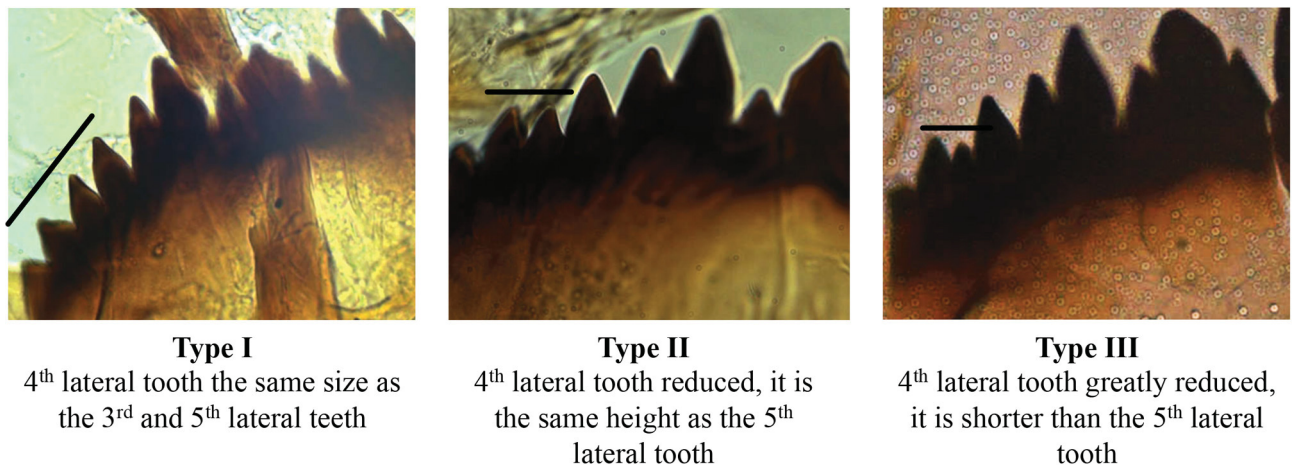 Type I
4th lateral tooth the same size as
the 3rd and 5th lateral teeth
Type II
4th lateral tooth reduced, it is
the same height as the 5th
lateral tooth
Type III
4th lateral tooth greatly reduced,
it is shorter than the 5th lateral
tooth